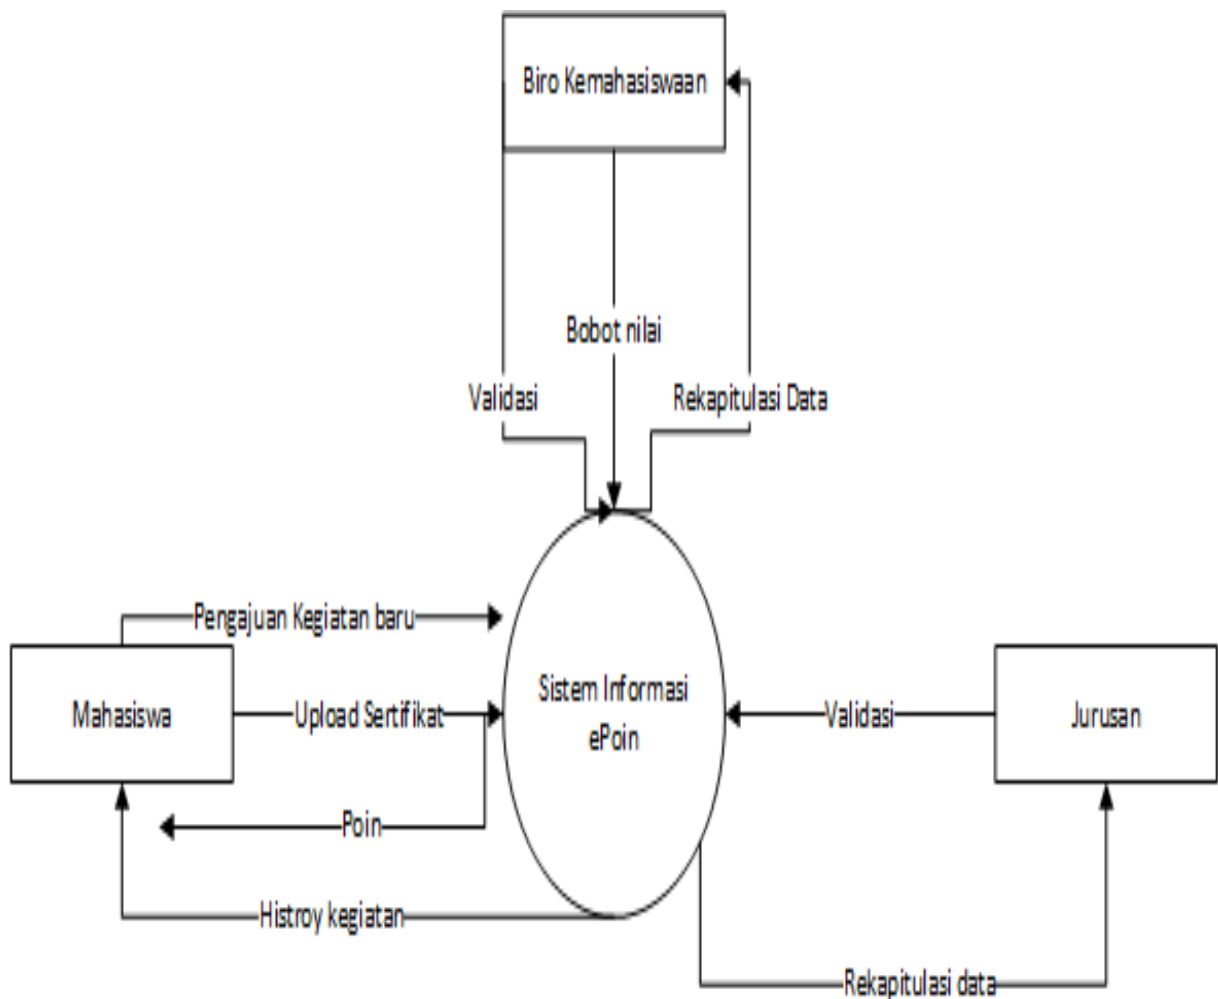 Biro Kemahasiswaan
Bobot nilai
Validasi
Rekapitulasi Data
Pengajuan Kegiatan baru
Mahasiswa
Upload Sertifikat
Sistem Informasi
ePoin
Validasi
Jurusan
Poin
Histroy kegiatan
Rekapitulasi data